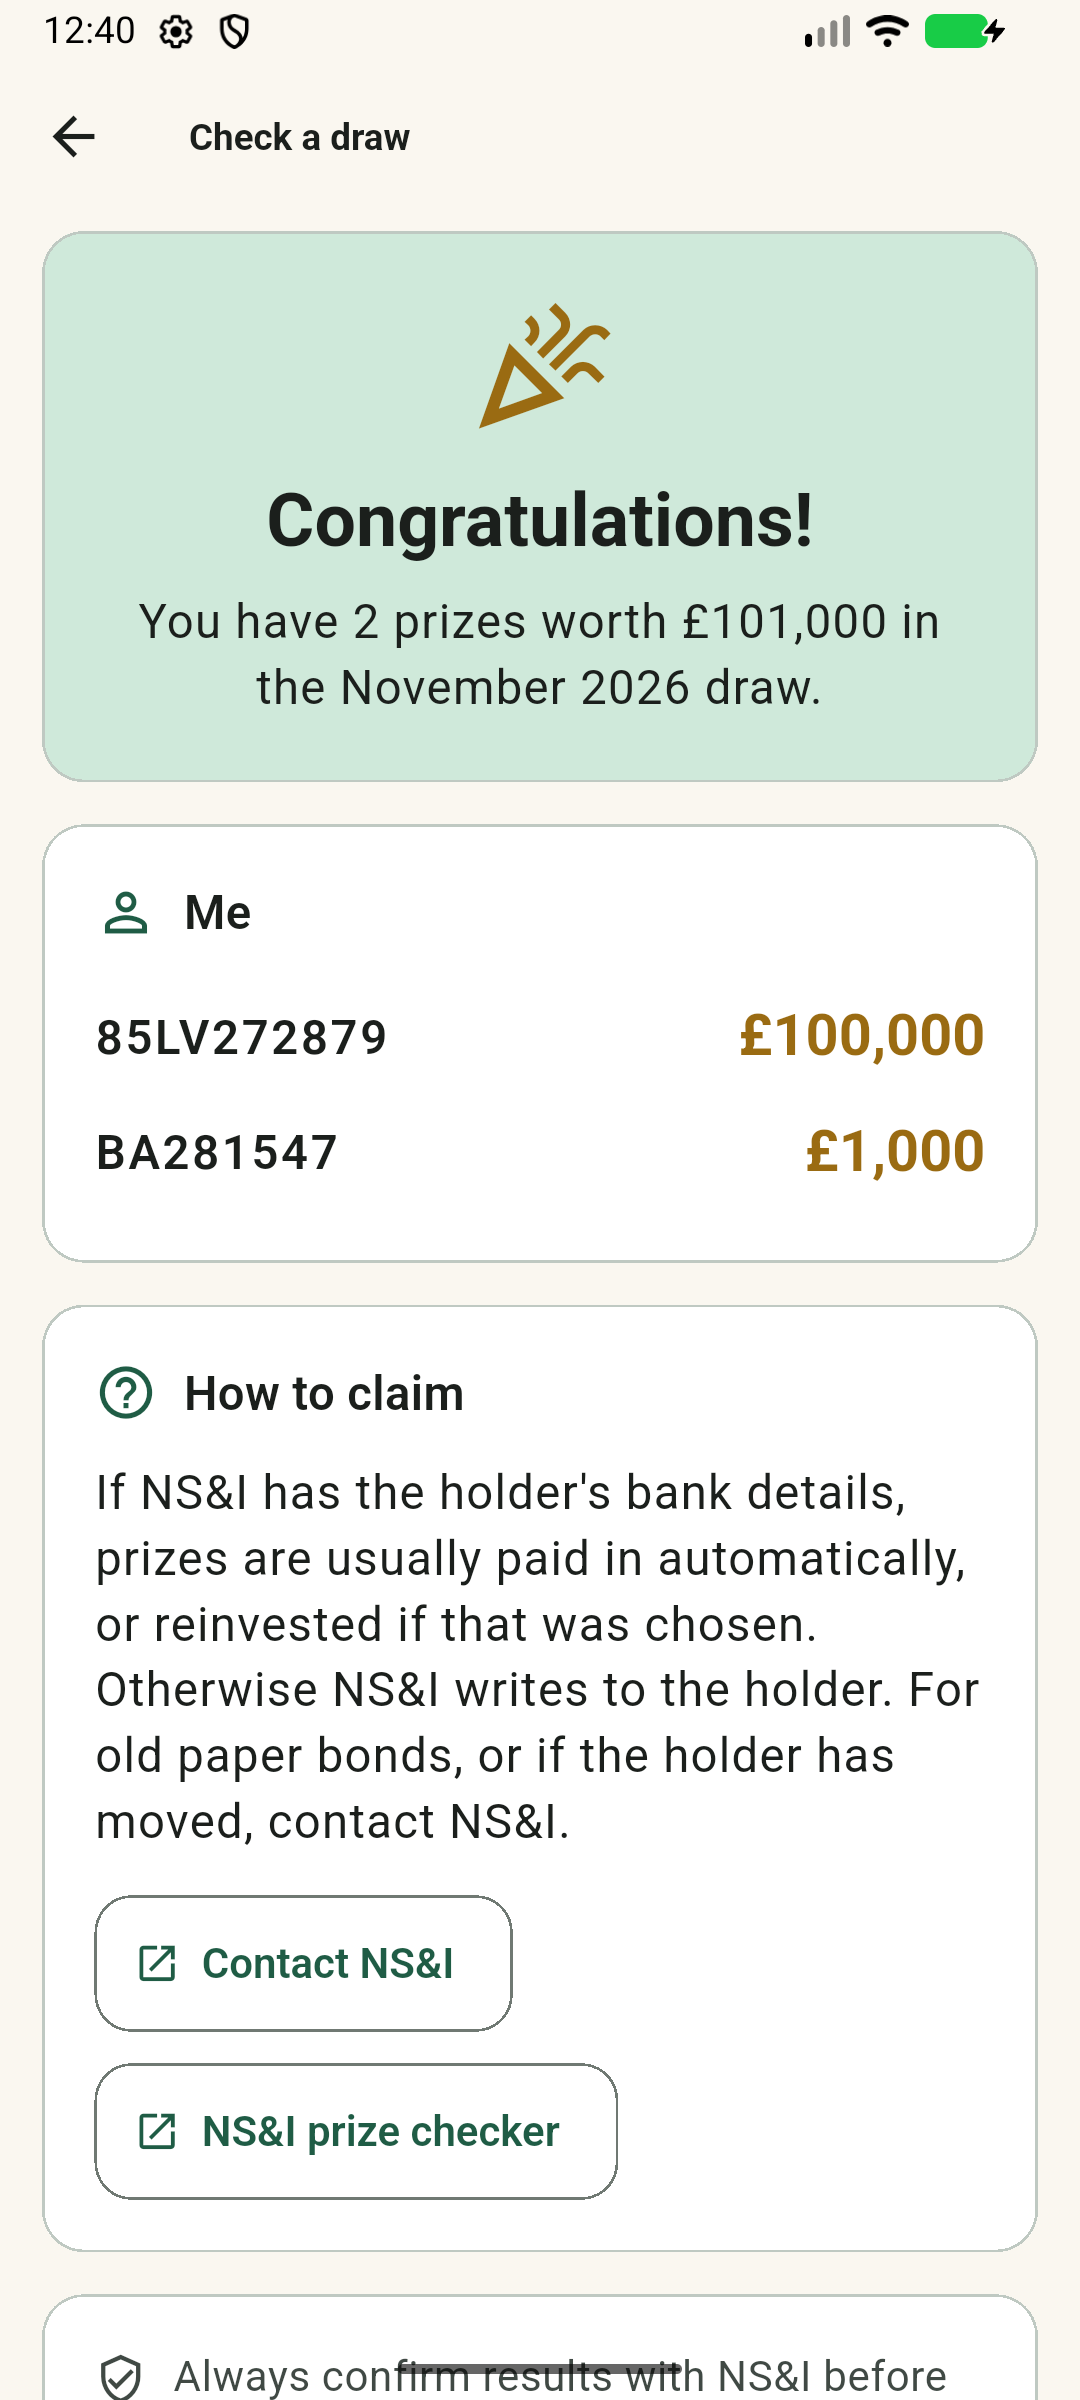 12:40
Check a draw
Congratulations!
You have 2 prizes worth £101,000 in
the November 2026 draw.
Me
85LV272879 £100,000
BA281547 £1,000
How to claim
If NS&I has the holder's bank details,
prizes are usually paid in automatically,
or reinvested if that was chosen.
Otherwise NS&I writes to the holder. For
old paper bonds, or if the holder has
moved, contact NS&I.
Contact NS&I
NS&I prize checker
Always confirm results with NS&I before